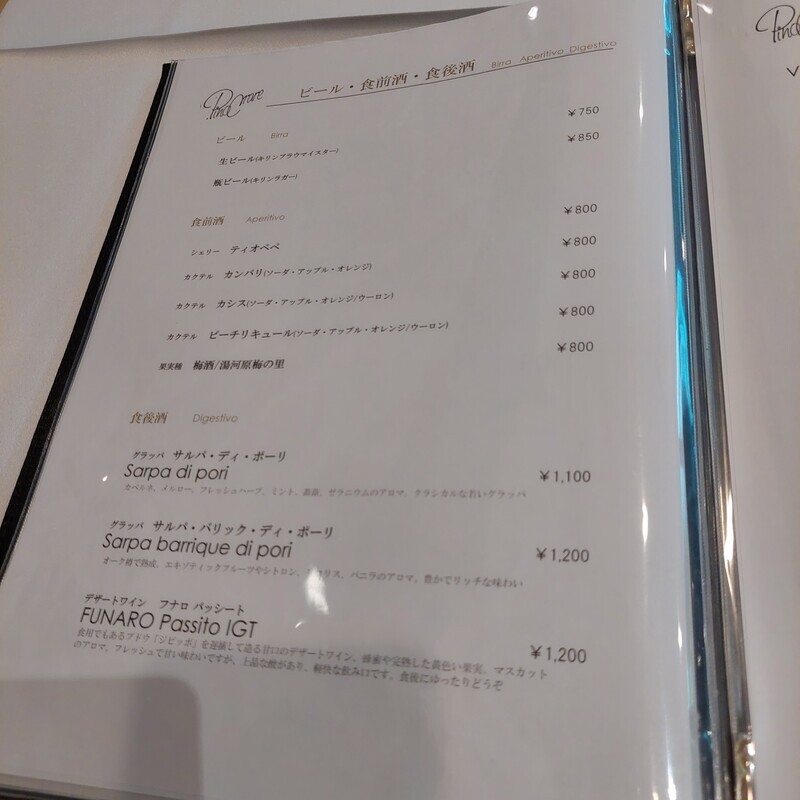 PinaCrare
ビール・食前酒・食後酒 Birra Aperitivo Digestivo
ビール Birra
生ビール(キリンブラウマイスター) ￥750
瓶ビール(キリンラガー) ￥850
食前酒 Aperitivo
シェリー ティオペペ ￥800
カクテル カンパリ(ソーダ・アップル・オレンジ) ￥800
カクテル カシス(ソーダ・アップル・オレンジ/ウーロン) ￥800
カクテル ピーチリキュール(ソーダ・アップル・オレンジ/ウーロン) ￥800
果実種 梅酒/湯河原梅の里 ￥800
食後酒 Digestivo
グラッパ サルパ・ディ・ポーリ
Sarpa di pori ￥1,100
カベルネ、メルロー、フレッシュハーブ、ミント、薔薇、ゼラニウムのアロマ、クラシカルな若いグラッパ
グラッパ サルパ・バリック・ディ・ポーリ
Sarpa barrique di pori ￥1,200
オーク樽で熟成。エキゾティックフルーツやシトロン、リコリス、バニラのアロマ、豊かでリッチな味わい
デザートワイン フナロ パッシート
FUNARO Passito IGT ￥1,200
食用でもあるブドウ「ジビッボ」を遅摘して造る甘口のデザートワイン。蜂蜜や完熟した黄色い果実、マスカット
のアロマ、フレッシュで甘い味わいですが、上品な酸があり、軽快な飲み口です。食後にゆったりどうぞ